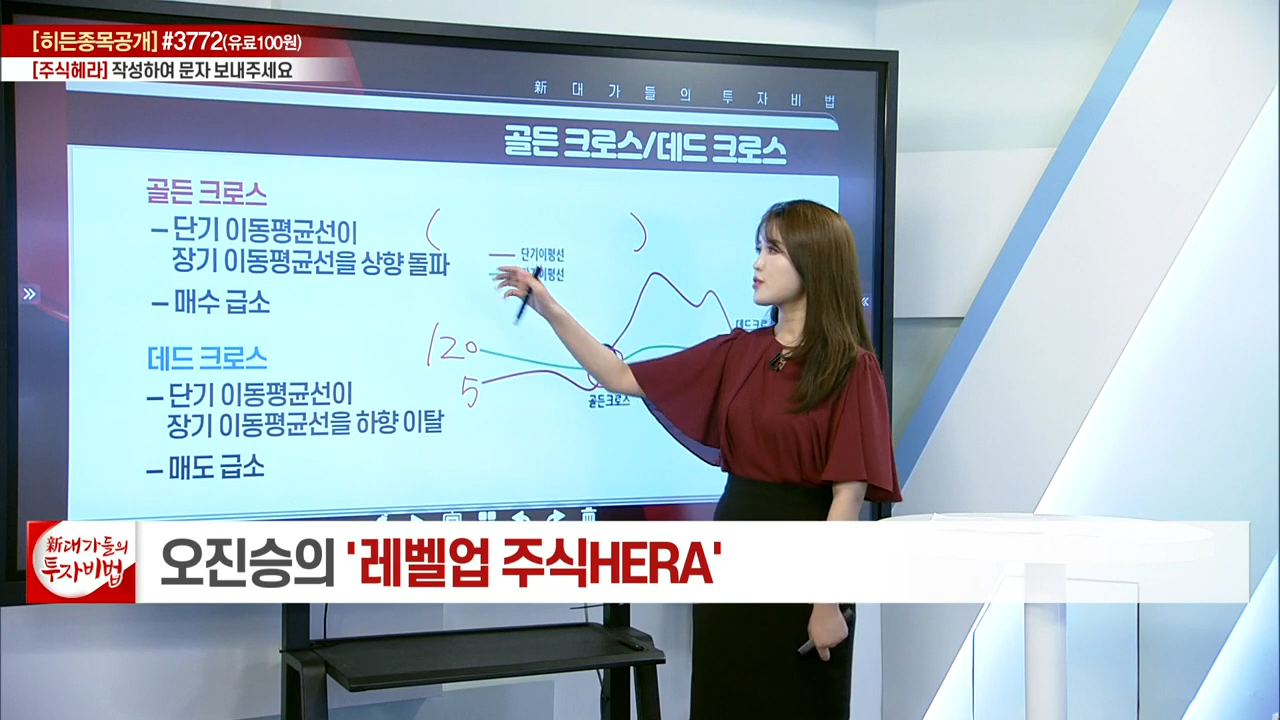 [히든종목공개] #3772(유료100원)
[주식헤라] 작성하여 문자 보내주세요
新 대가들의 투자비법
골든 크로스/데드 크로스
골든 크로스
– 단기 이동평균선이
장기 이동평균선을 상향 돌파
– 매수 급소
데드 크로스
– 단기 이동평균선이
장기 이동평균선을 하향 이탈
– 매도 급소
( )
단기이평선
이평선
120
5
데드크로
골든크로스
新대가들의
투자비법
오진승의 '레벨업 주식HERA'